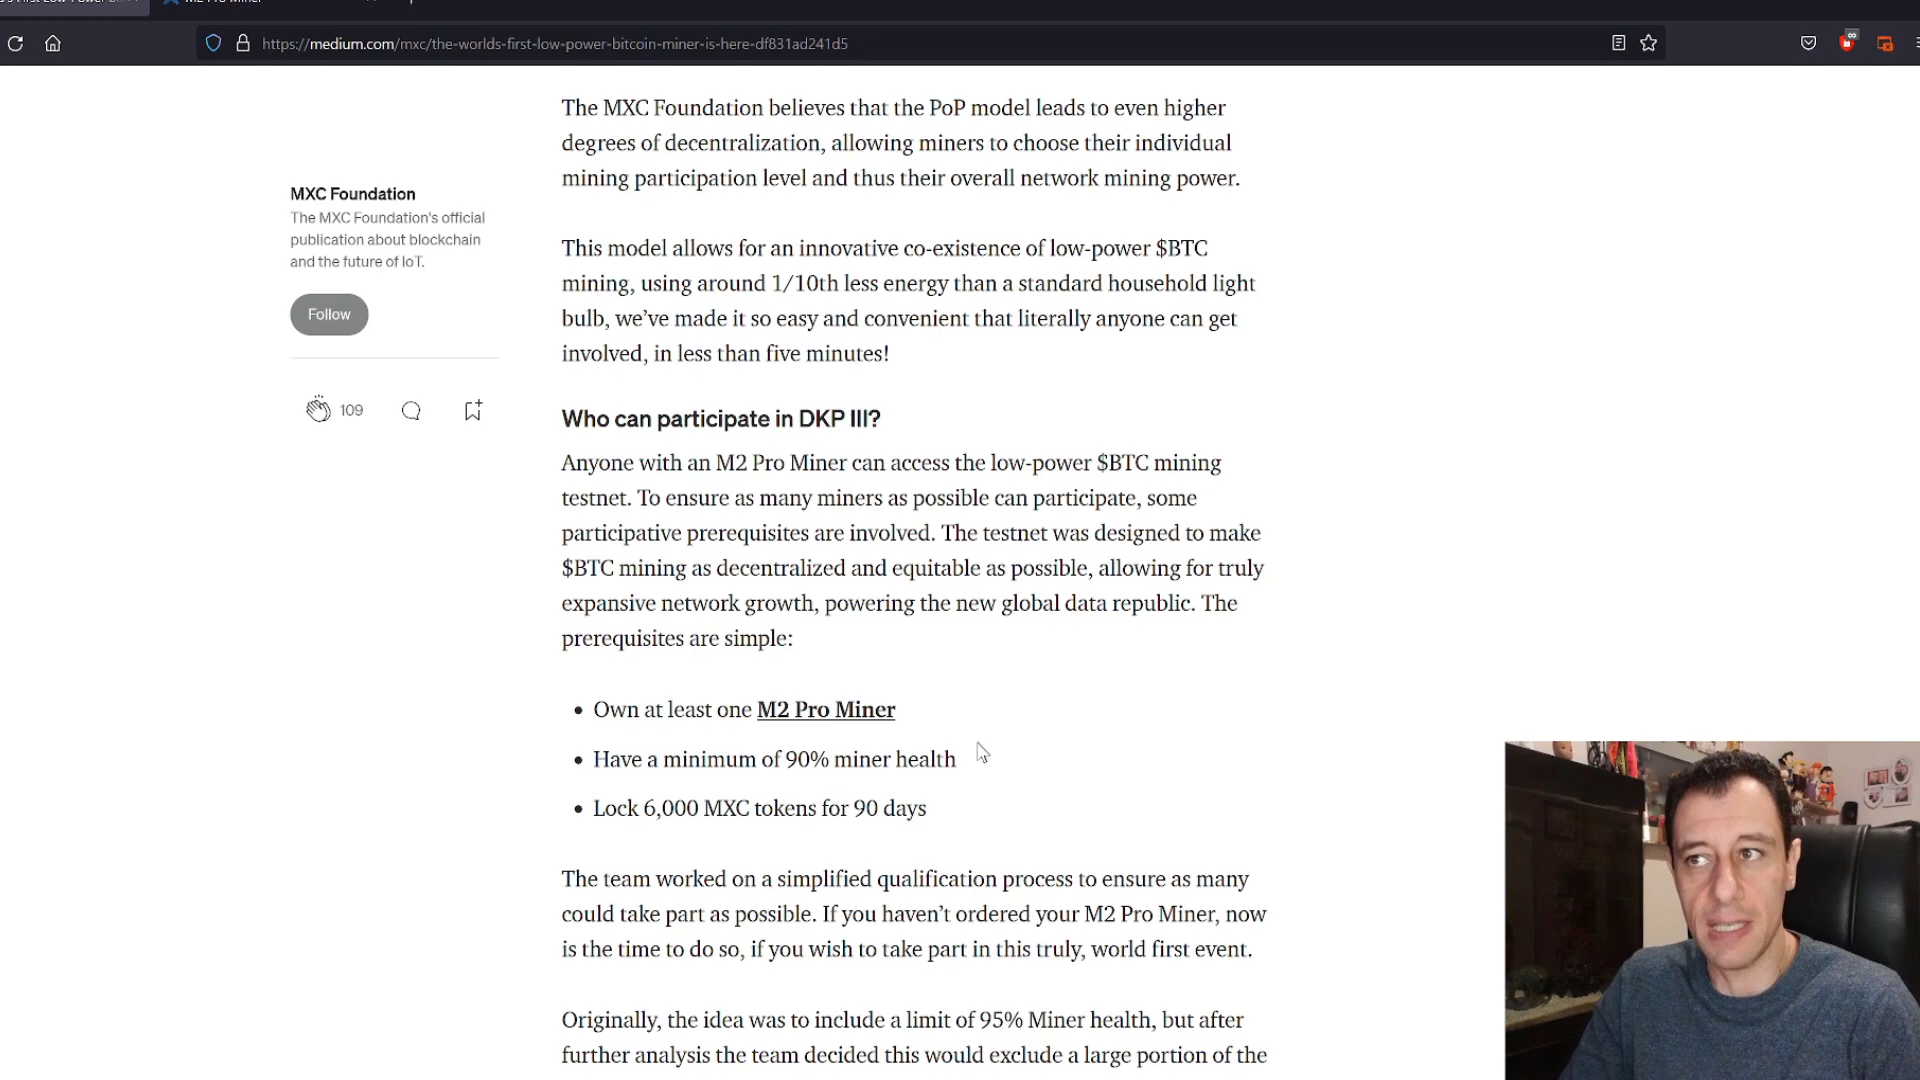 M2 Pro Miner
https://medium.com/mxc/the-worlds-first-low-power-bitcoin-miner-is-here-df831ad241d5
The MXC Foundation believes that the PoP model leads to even higher
degrees of decentralization, allowing miners to choose their individual
mining participation level and thus their overall network mining power.
MXC Foundation
The MXC Foundation's official
publication about blockchain
and the future of IoT.
Follow
109
This model allows for an innovative co-existence of low-power $BTC
mining, using around 1/10th less energy than a standard household light
bulb, we’ve made it so easy and convenient that literally anyone can get
involved, in less than five minutes!
Who can participate in DKP III?
Anyone with an M2 Pro Miner can access the low-power $BTC mining
testnet. To ensure as many miners as possible can participate, some
participative prerequisites are involved. The testnet was designed to make
$BTC mining as decentralized and equitable as possible, allowing for truly
expansive network growth, powering the new global data republic. The
prerequisites are simple:
• Own at least one M2 Pro Miner
• Have a minimum of 90% miner health
• Lock 6,000 MXC tokens for 90 days
The team worked on a simplified qualification process to ensure as many
could take part as possible. If you haven’t ordered your M2 Pro Miner, now
is the time to do so, if you wish to take part in this truly, world first event.
Originally, the idea was to include a limit of 95% Miner health, but after
further analysis the team decided this would exclude a large portion of the